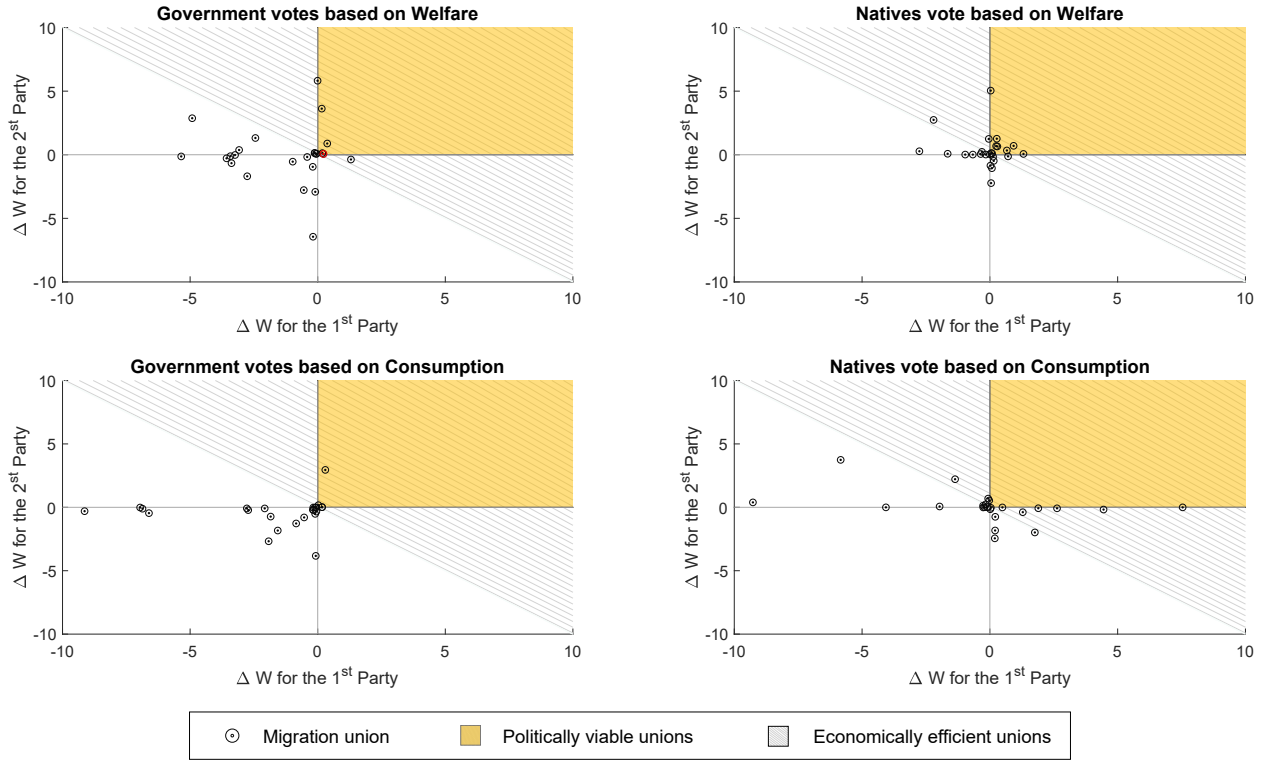 Government votes based on Welfare
Natives vote based on Welfare
10
5
0
-5
-10
Δ W for the 2st Party
-10
-5
0
5
10
Δ W for the 1st Party
10
5
0
-5
-10
Δ W for the 2st Party
-10
-5
0
5
10
Δ W for the 1st Party
Government votes based on Consumption
Natives vote based on Consumption
10
5
0
-5
-10
Δ W for the 2st Party
-10
-5
0
5
10
Δ W for the 1st Party
10
5
0
-5
-10
Δ W for the 2st Party
-10
-5
0
5
10
Δ W for the 1st Party
Migration union
Politically viable unions
Economically efficient unions